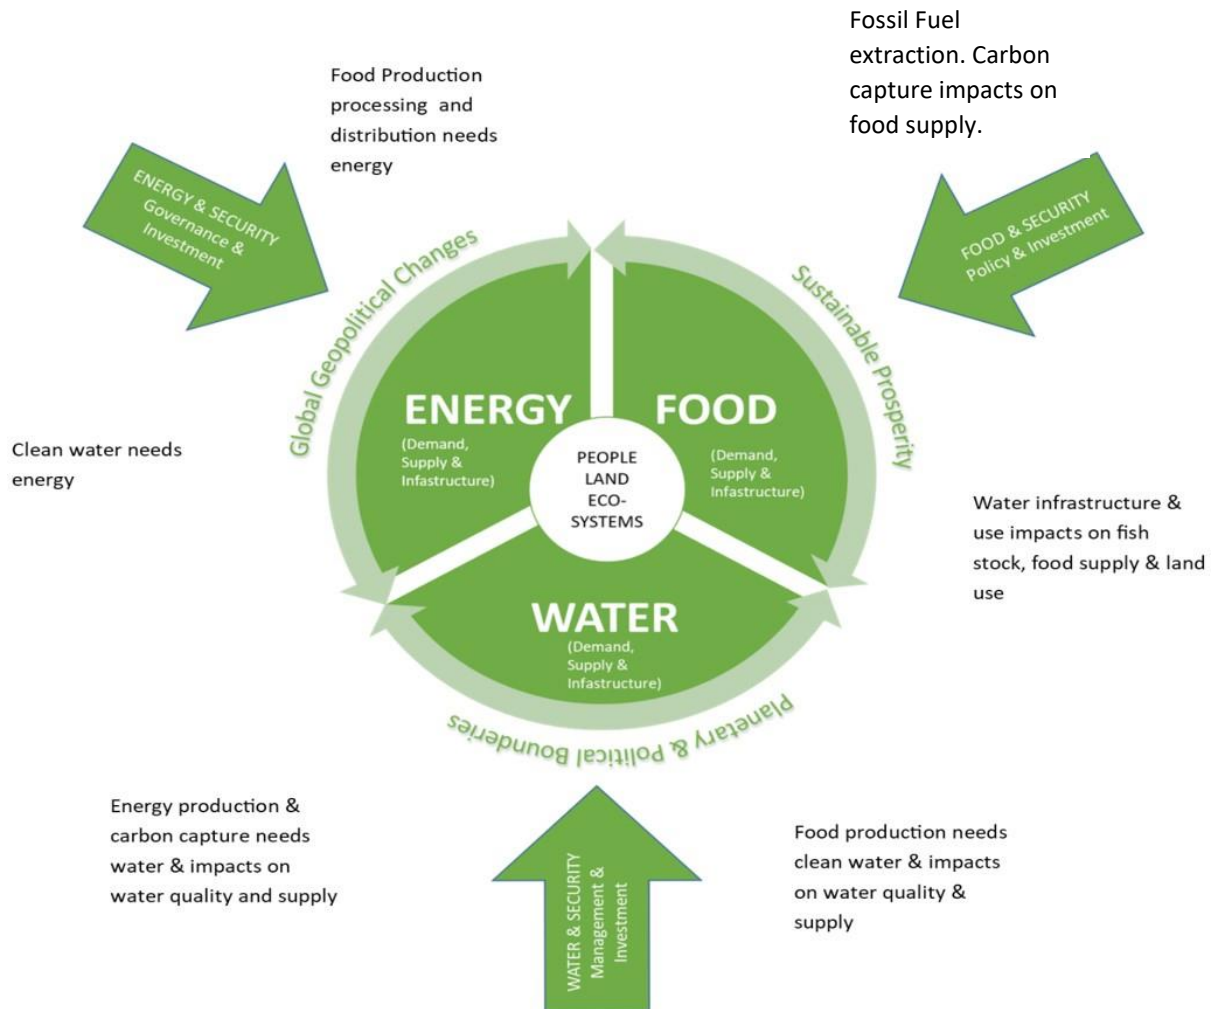 Fossil Fuel
extraction. Carbon
capture impacts on
food supply.
Food Production
processing and
distribution needs
energy
ENERGY & SECURITY
Governance &
Investment
FOOD & SECURITY
Policy & Investment
Global Geopolitical Changes
Sustainable Prosperity
ENERGY
(Demand,
Supply &
Infastructure)
FOOD
(Demand,
Supply &
Infastructure)
PEOPLE
LAND
ECO-
SYSTEMS
Clean water needs
energy
Water infrastructure &
use impacts on fish
stock, food supply & land
use
WATER
(Demand,
Supply &
Infastructure)
Planetary & Political Bounderies
Energy production &
carbon capture needs
water & impacts on
water quality and supply
WATER & SECURITY
Management &
Investment
Food production needs
clean water & impacts
on water quality &
supply